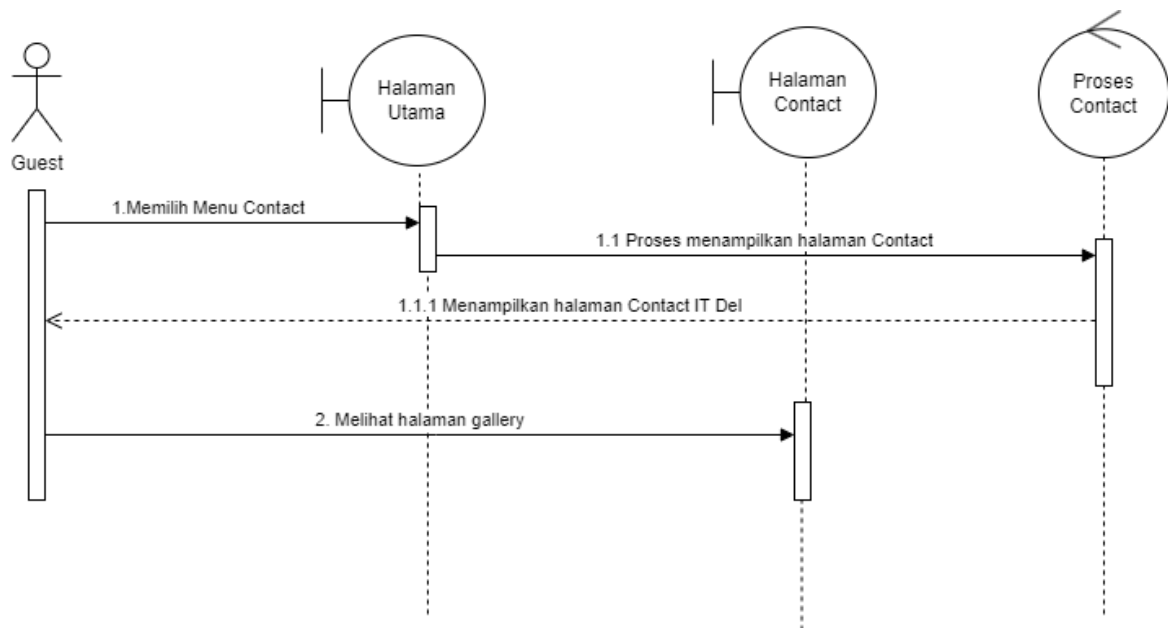 Halaman
Utama
Halaman
Contact
Proses
Contact
Guest
1.Memilih Menu Contact
1.1 Proses menampilkan halaman Contact
1.1.1 Menampilkan halaman Contact IT Del
2. Melihat halaman gallery